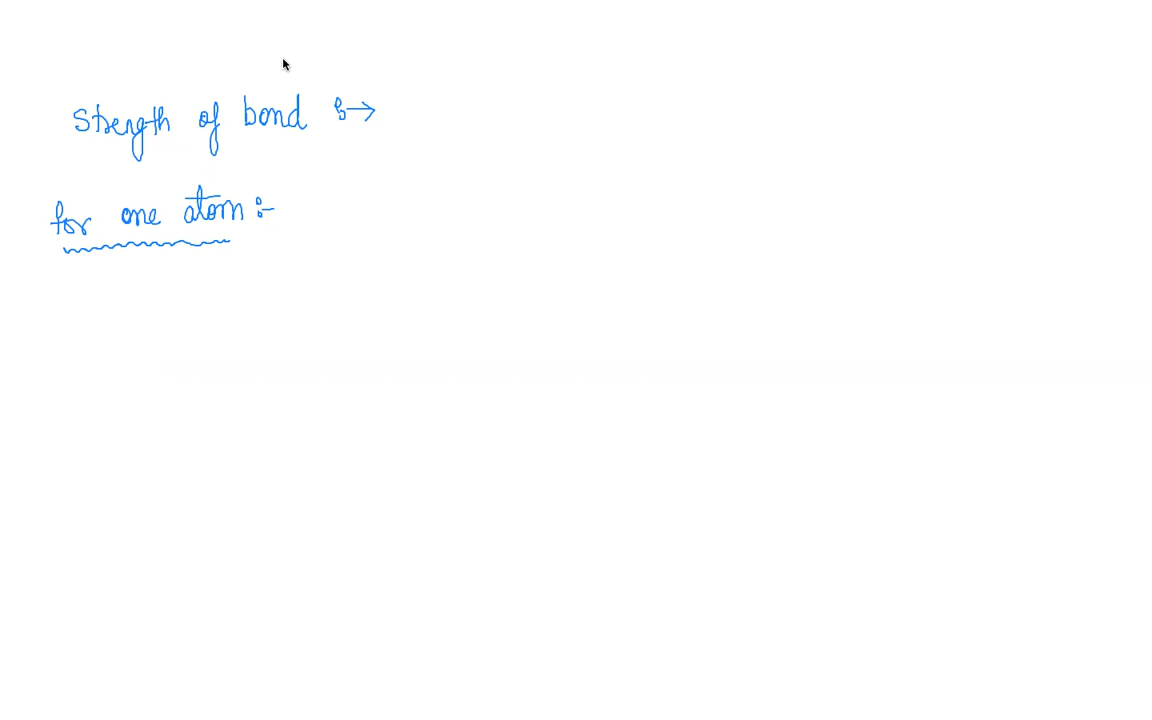 Strength of bond :→
for one atom :-